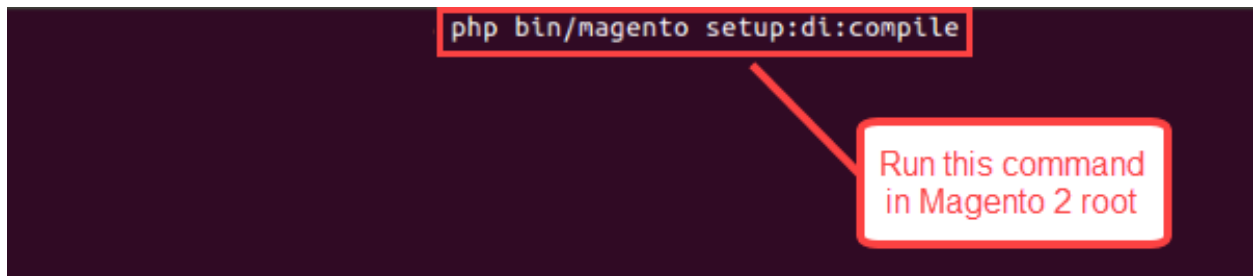 php bin/magento setup:di:compile
Run this command
in Magento 2 root